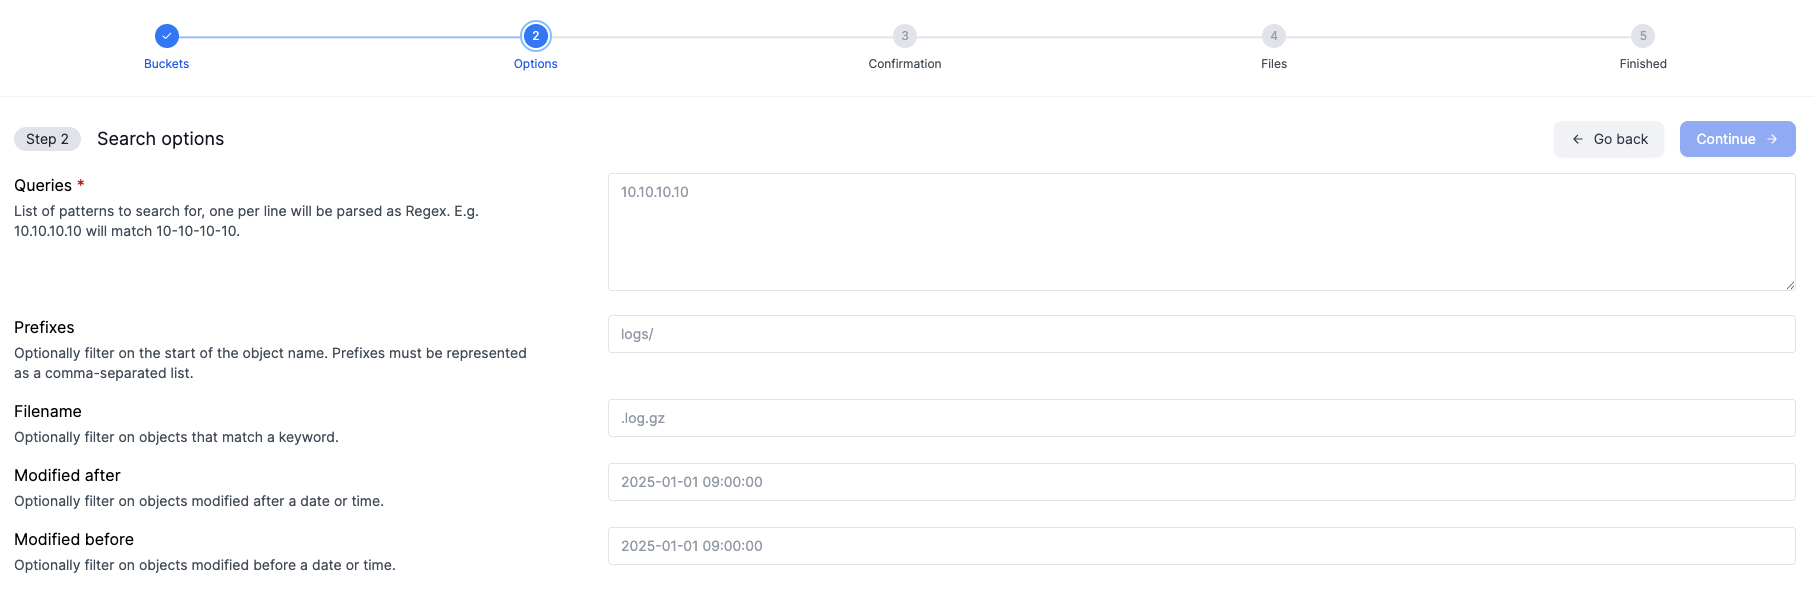 2 3 4 5
Buckets Options Confirmation Files Finished
Step 2 Search options Go back Continue
Queries *
List of patterns to search for, one per line will be parsed as Regex. E.g.
10.10.10.10 will match 10-10-10-10.
10.10.10.10
Prefixes
Optionally filter on the start of the object name. Prefixes must be represented
as a comma-separated list.
logs/
Filename
Optionally filter on objects that match a keyword.
.log.gz
Modified after
Optionally filter on objects modified after a date or time.
2025-01-01 09:00:00
Modified before
Optionally filter on objects modified before a date or time.
2025-01-01 09:00:00